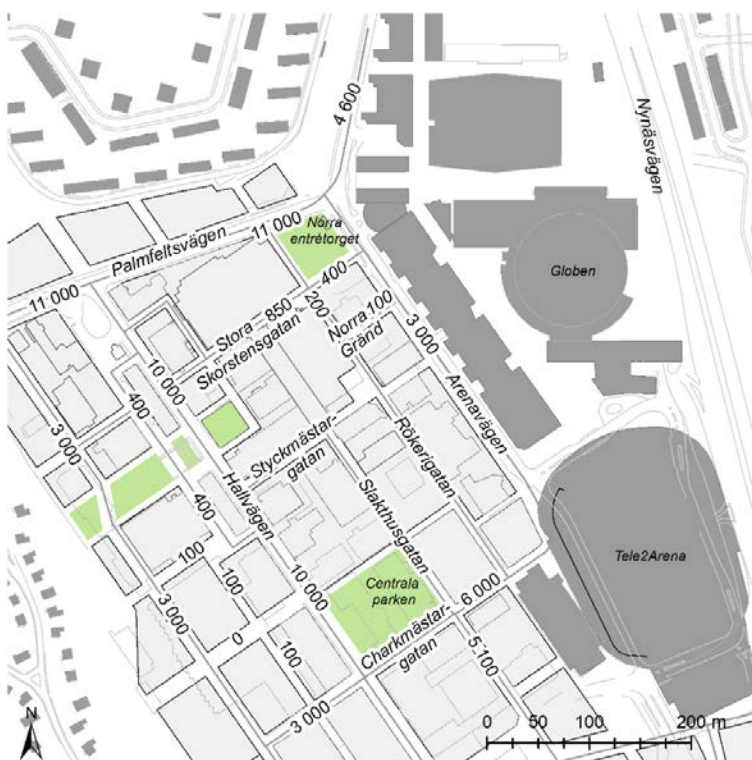 4 600
Nynäsvägen
Norra
entrétorget
11 000
Palmfeltsvägen
11 000
Globen
400
200
850
Stora
Skorstensgatan
Norra 100
Gränd
3 000
Arenavägen
10 000
400
3 000
Styckmästar-
gatan
Rökerigatan
Slakthusgatan
Hallvägen
400
100
100
10 000
3 000
0
100
Centrala
parken
Tele2Arena
6 000
Charkmästar-
gatan
5 100
3 000
N
0 50 100 200 m